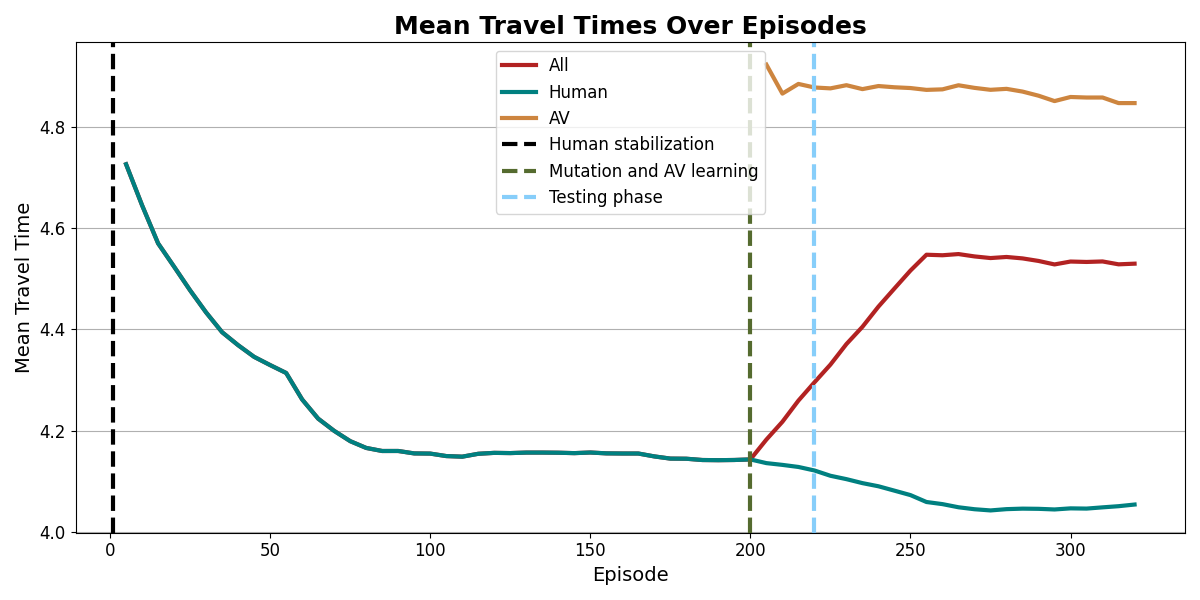 Mean Travel Times Over Episodes
All
Human
AV
Human stabilization
Mutation and AV learning
Testing phase
Mean Travel Time
4.8
4.6
4.4
4.2
4.0
0 50 100 150 200 250 300
Episode